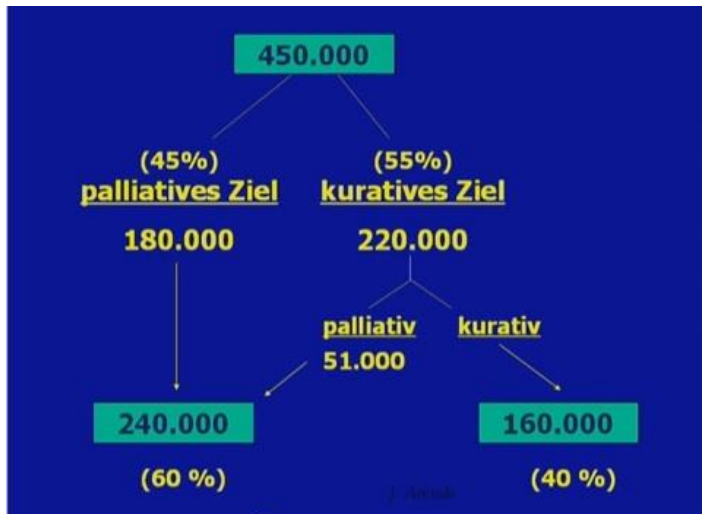 450.000
(45%) (55%)
palliatives Ziel kuratives Ziel
180.000 220.000
palliativ kurativ
51.000
240.000 160.000
(60 %) (40 %)